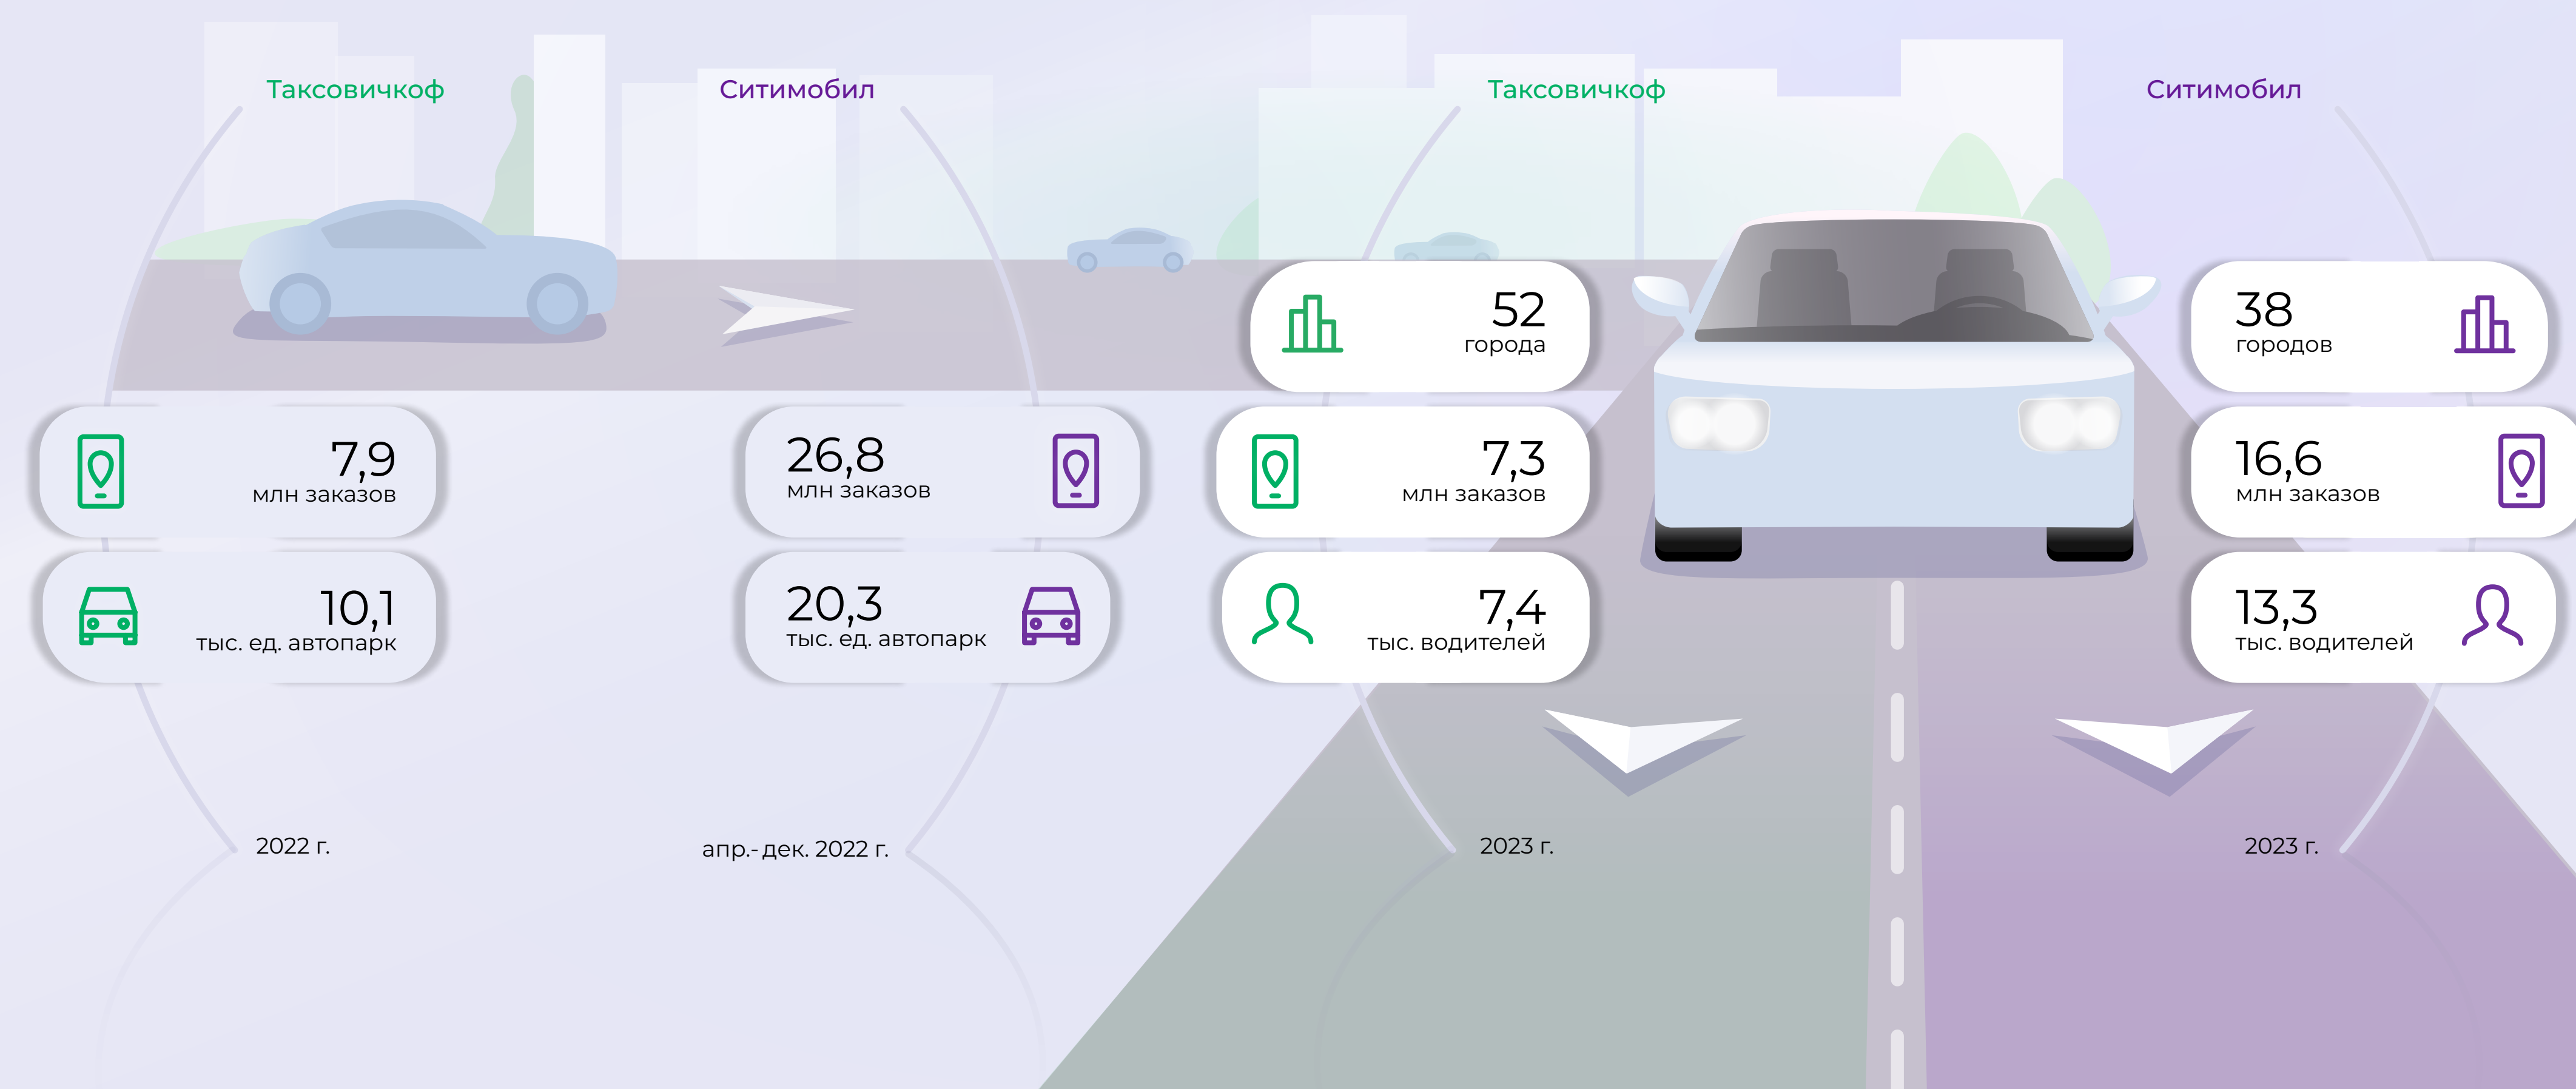 Таксовичкоф
7,9
млн заказов
10,1
тыс. ед. автопарк
2022 г.
Ситимобил
26,8
млн заказов
20,3
тыс. ед. автопарк
апр.- дек. 2022 г.
Таксовичкоф
52
города
7,3
млн заказов
7,4
тыс. водителей
2023 г.
Ситимобил
38
городов
16,6
млн заказов
13,3
тыс. водителей
2023 г.